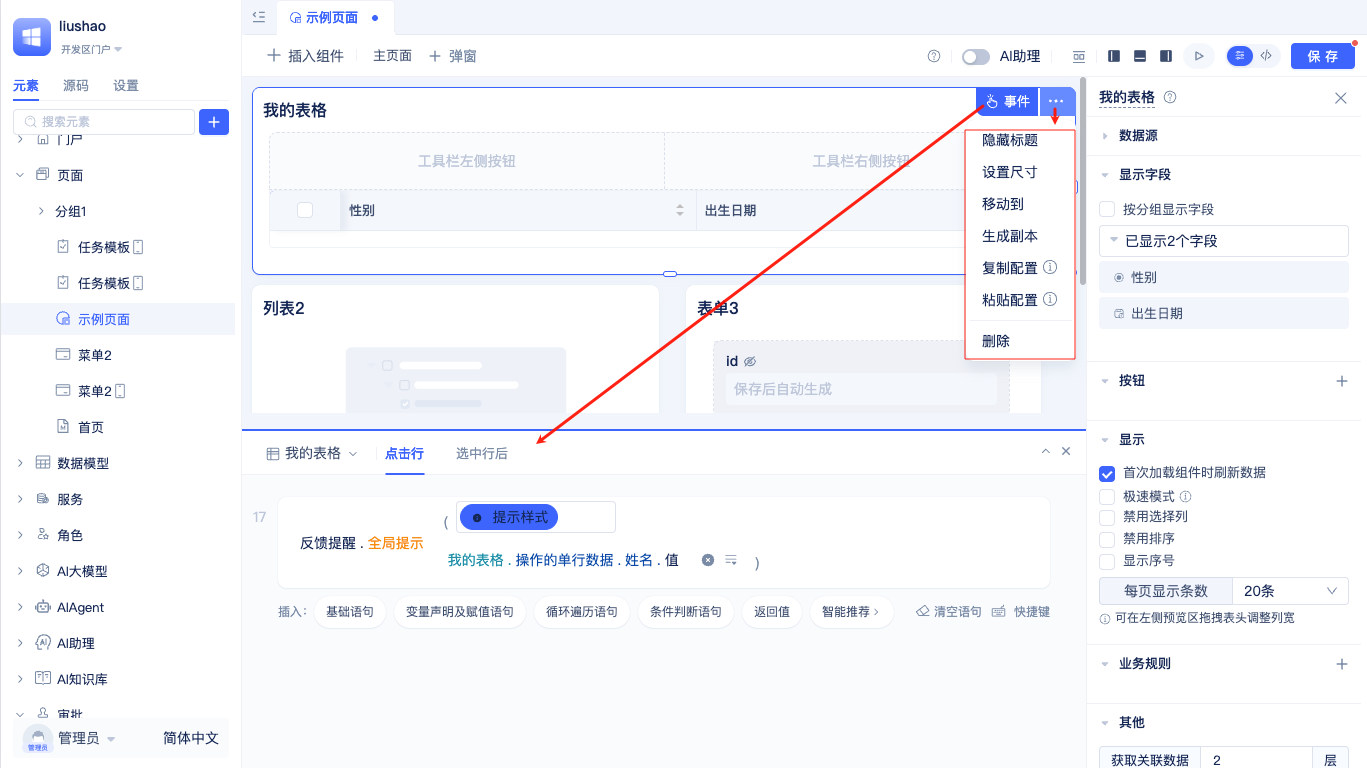 liushao
开发区门户
元素 源码 设置
搜索元素
门户
页面
分组1
任务模板
任务模板
示例页面
菜单2
菜单2
首页
数据模型
服务
角色
AI大模型
AIAgent
AI助理
AI知识库
审批
管理员
管理员 简体中文
示例页面
插入组件 主页面 弹窗
AI助理
保存
我的表格
事件
工具栏左侧按钮 工具栏右侧按钮
性别 出生日期
隐藏标题
设置尺寸
移动到
生成副本
复制配置
粘贴配置
删除
列表2
表单3
id
保存后自动生成
我的表格 点击行 选中行后
17
反馈提醒 . 全局提示
(
提示样式
我的表格 . 操作的单行数据 . 姓名 . 值
)
插入: 基础语句 变量声明及赋值语句 循环遍历语句 条件判断语句 返回值 智能推荐 清空语句 快捷键
我的表格
数据源
显示字段
按分组显示字段
已显示2个字段
性别
出生日期
按钮
显示
首次加载组件时刷新数据
极速模式
禁用选择列
禁用排序
显示序号
每页显示条数 20条
可在左侧预览区拖拽表头调整列宽
业务规则
其他
获取关联数据 2 层